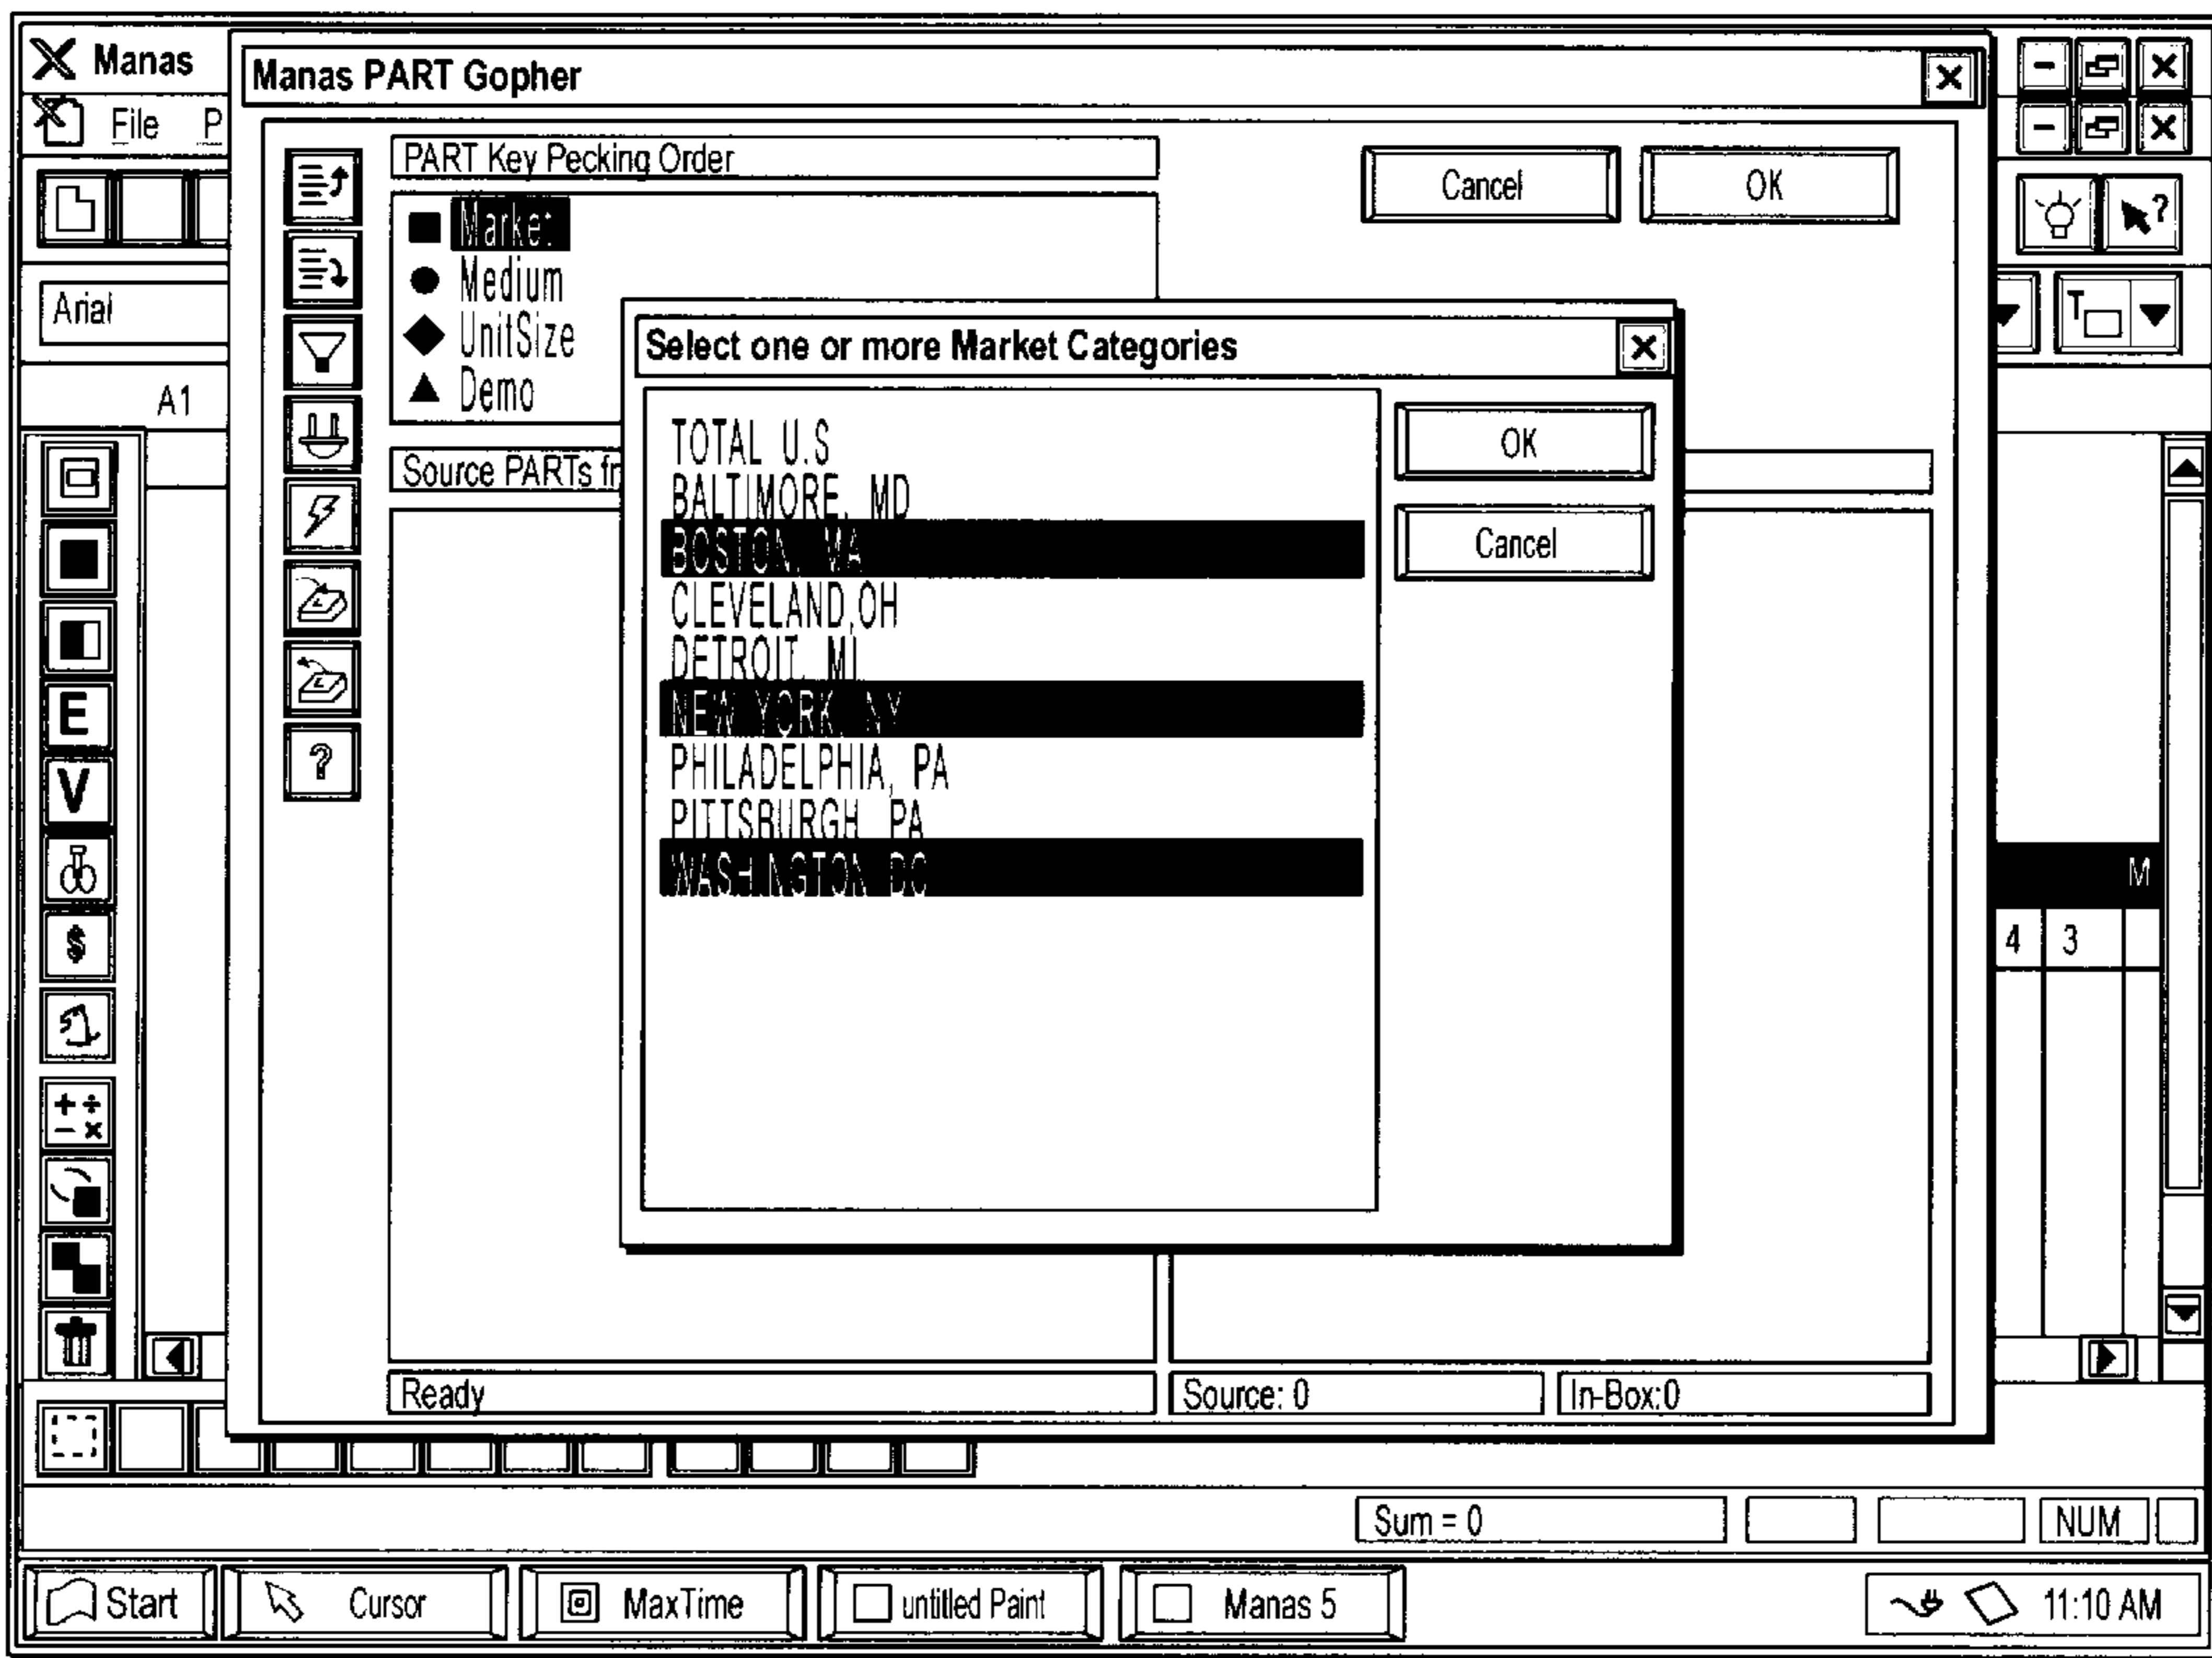 Manas
Manas PART Gopher
File P
PART Key Pecking Order
Cancel
OK
Market
Medium
UnitSize
Demo
Arial
A1
Select one or more Market Categories
TOTAL U.S
BALTIMORE, MD
BOSTON, MA
CLEVELAND,OH
DETROIT, MI
NEW YORK, NY
PHILADELPHIA, PA
PITTSBURGH, PA
WASHINGTON DC
OK
Cancel
Source PARTs fr
E
V
M
4 3
Ready
Source: 0
In-Box:0
Sum = 0
NUM
Start
Cursor
MaxTime
untitled Paint
Manas 5
11:10 AM